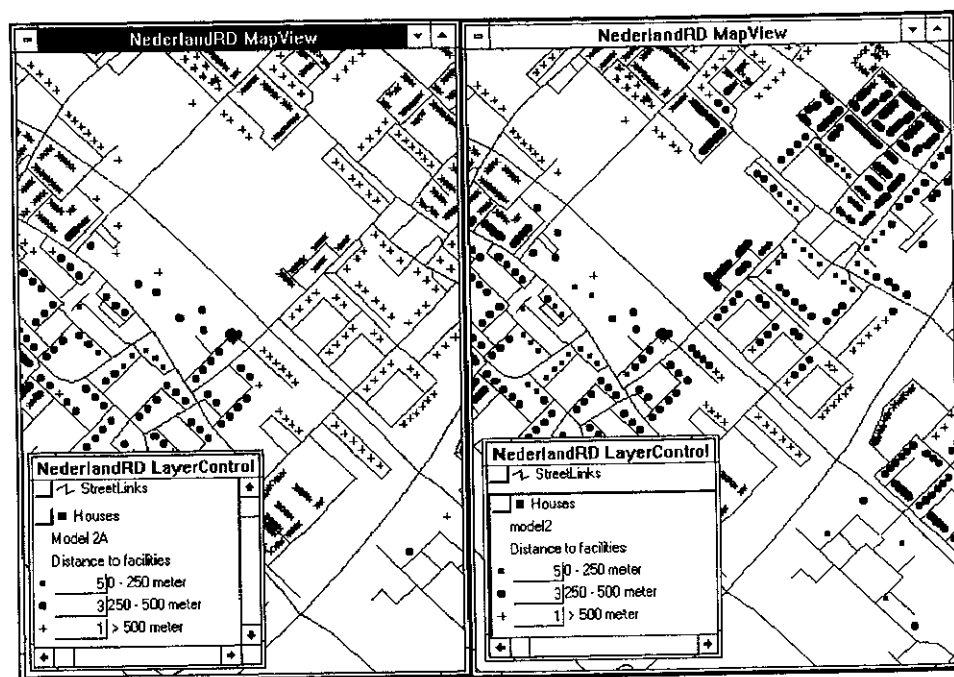 NederlandRD MapView
NederlandRD LayerControl
StreetLinks
Houses
Model 2A
Distance to facilities
5 0 - 250 meter
3 250 - 500 meter
1 > 500 meter
NederlandRD MapView
NederlandRD LayerControl
StreetLinks
Houses
model2
Distance to facilities
5 0 - 250 meter
3 250 - 500 meter
1 > 500 meter